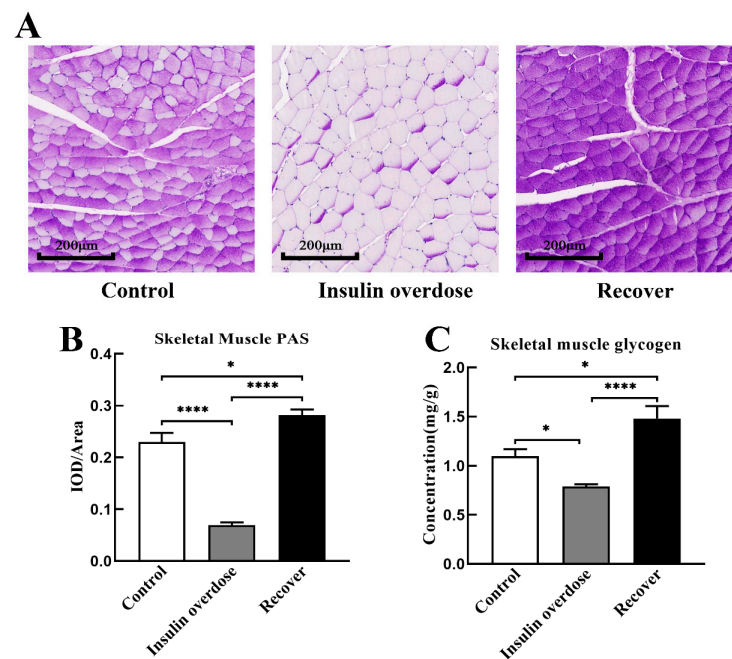 A
200μm
200μm
200μm
Control
Insulin overdose
Recover
B
Skeletal Muscle PAS
IOD/Area
0.4
0.3
0.2
0.1
0.0
*
****
****
Control
Insulin overdose
Recover
C
Skeletal muscle glycogen
Concentration(mg/g)
2.0
1.5
1.0
0.5
0.0
*
****
*
Control
Insulin overdose
Recover